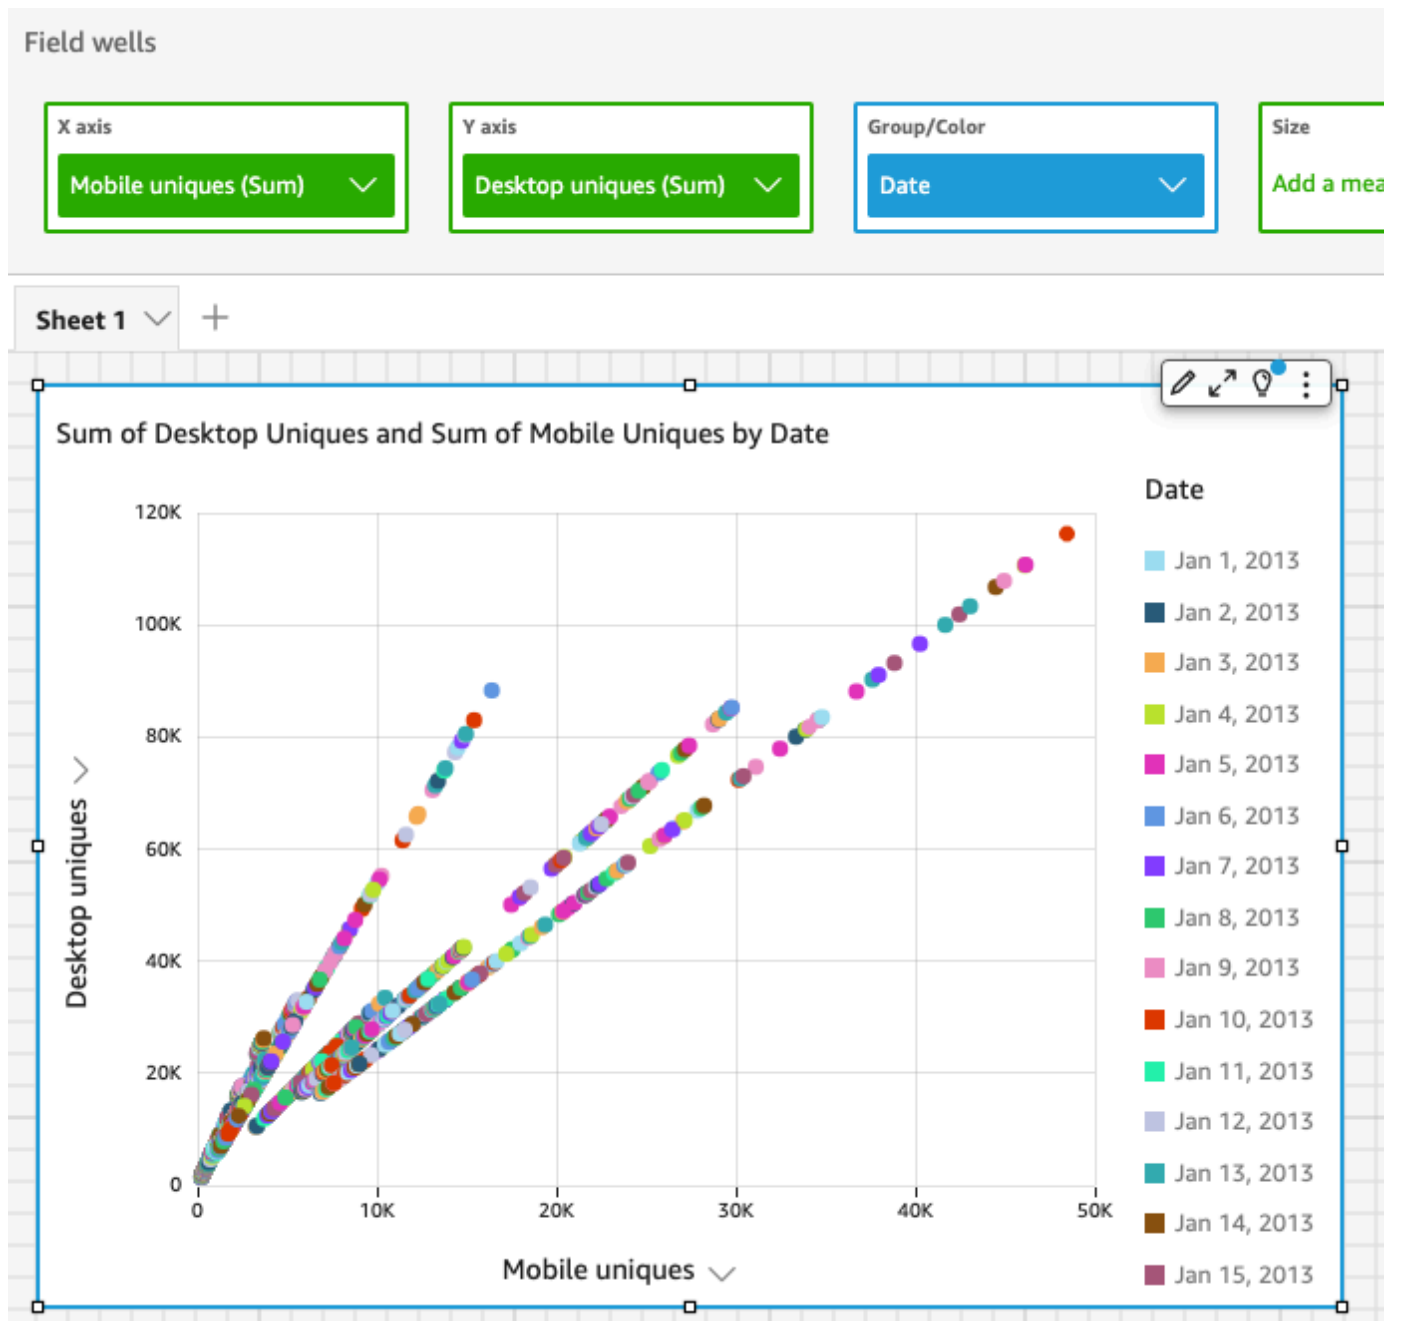 Field wells
X axis
Y axis
Group/Color
Size
Mobile uniques (Sum)
Desktop uniques (Sum)
Date
Add a mea
Sheet 1
Sum of Desktop Uniques and Sum of Mobile Uniques by Date
Date
Jan 1, 2013
Jan 2, 2013
Jan 3, 2013
Jan 4, 2013
Jan 5, 2013
Jan 6, 2013
Jan 7, 2013
Jan 8, 2013
Jan 9, 2013
Jan 10, 2013
Jan 11, 2013
Jan 12, 2013
Jan 13, 2013
Jan 14, 2013
Jan 15, 2013
Desktop uniques
120K
100K
80K
60K
40K
20K
0
0
10K
20K
30K
40K
50K
Mobile uniques